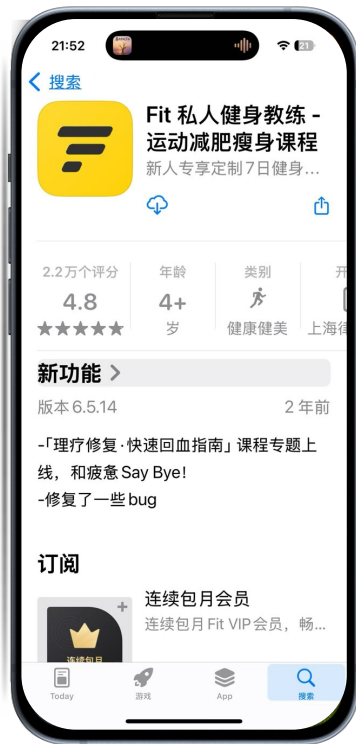 21:52
21
搜索
Fit 私人健身教练 -
运动减肥瘦身课程
新人专享定制7日健身…
2.2万个评分
年龄
类别
4.8
4+
★★★★★
岁
健康健美
上海
新功能 >
版本 6.5.14
2 年前
-「理疗修复·快速回血指南」课程专题上
线，和疲惫 Say Bye!
-修复了一些 bug
订阅
连续包月会员
连续包月 Fit VIP 会员，畅…
连续包月
Today
游戏
App
搜索